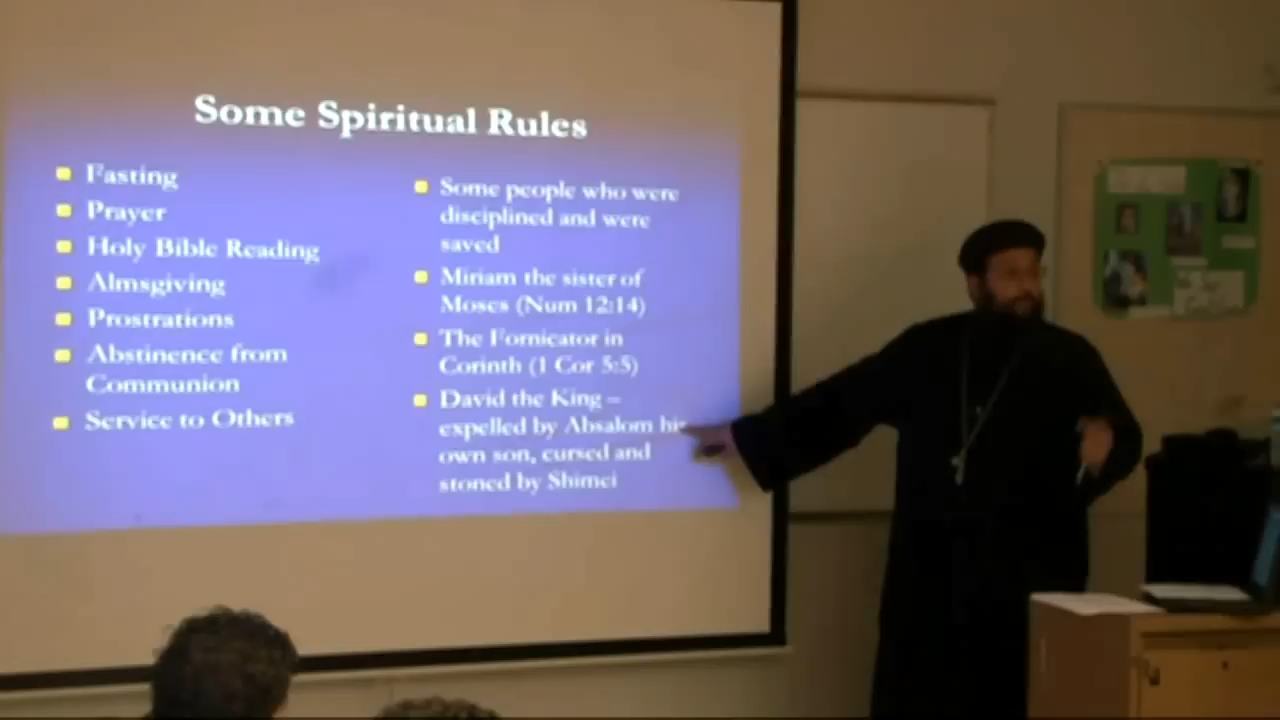 Some Spiritual Rules
Fasting
Prayer
Holy Bible Reading
Almsgiving
Prostrations
Abstinence from
Communion
Service to Others
Some people who were
disciplined and were
saved
Miriam the sister of
Moses (Num 12:14)
The Fornicator in
Corinth (1 Cor 5:5)
David the King –
expelled by Absalom his
own son, cursed and
stoned by Shimei